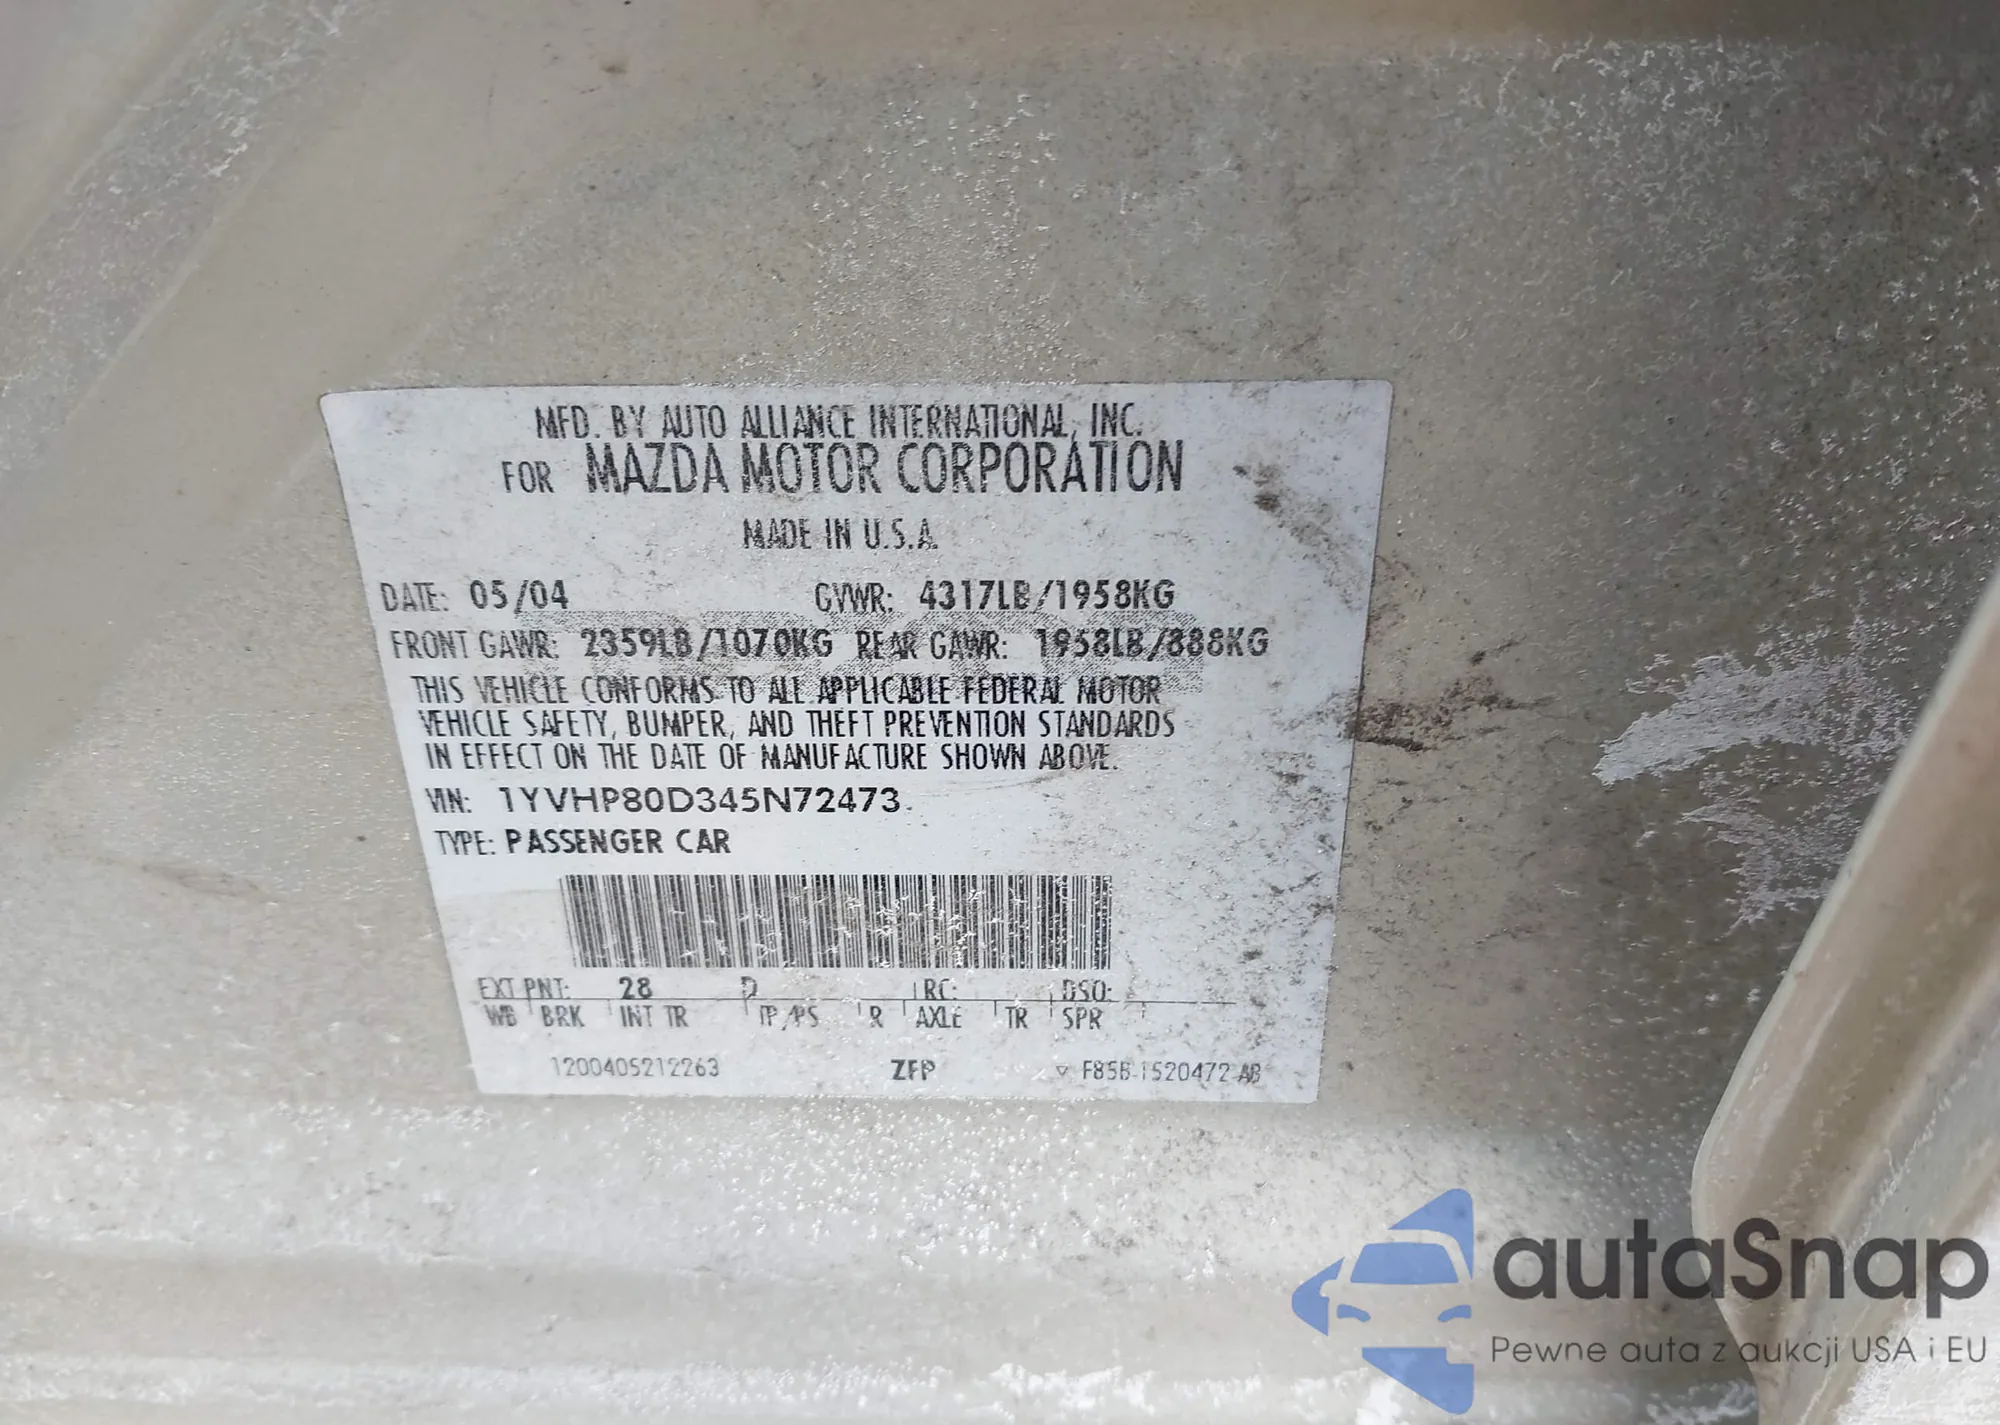 MFD. BY AUTO ALLIANCE INTERNATIONAL, INC.
FOR MAZDA MOTOR CORPORATION
MADE IN U.S.A.
DATE: 05/04 GVWR: 4317LB/1958KG
FRONT GAWR: 2359LB/1070KG REAR GAWR: 1958LB/888KG
THIS VEHICLE CONFORMS TO ALL APPLICABLE FEDERAL MOTOR
VEHICLE SAFETY, BUMPER, AND THEFT PREVENTION STANDARDS
IN EFFECT ON THE DATE OF MANUFACTURE SHOWN ABOVE.
VIN: 1YVHP80D345N72473
TYPE: PASSENGER CAR
EXT PNT: 28 D RC: DSO:
WB BRK INT TR TP/PS R AXLE TR SPR
1200405212263 ZFP F85B-1520472-AB
autaSnap
Pewne auta z aukcji USA i EU